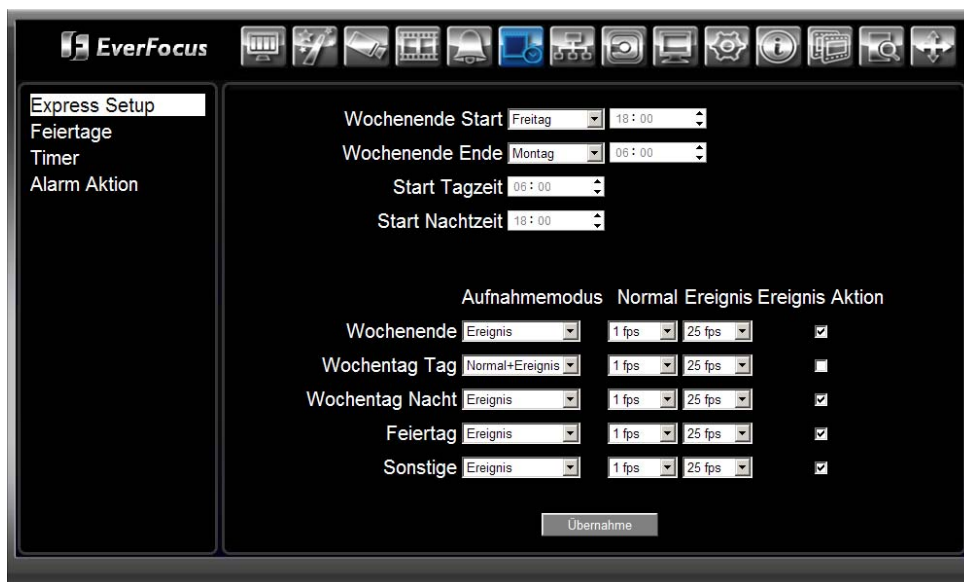 EverFocus
Express Setup
Feiertage
Timer
Alarm Aktion
Wochenende Start Freitag 18:00
Wochenende Ende Montag 06:00
Start Tagzeit 06:00
Start Nachtzeit 18:00
Aufnahmemodus Normal Ereignis Ereignis Aktion
Wochenende Ereignis 1 fps 25 fps
Wochentag Tag Normal+Ereignis 1 fps 25 fps
Wochentag Nacht Ereignis 1 fps 25 fps
Feiertag Ereignis 1 fps 25 fps
Sonstige Ereignis 1 fps 25 fps
Übernahme